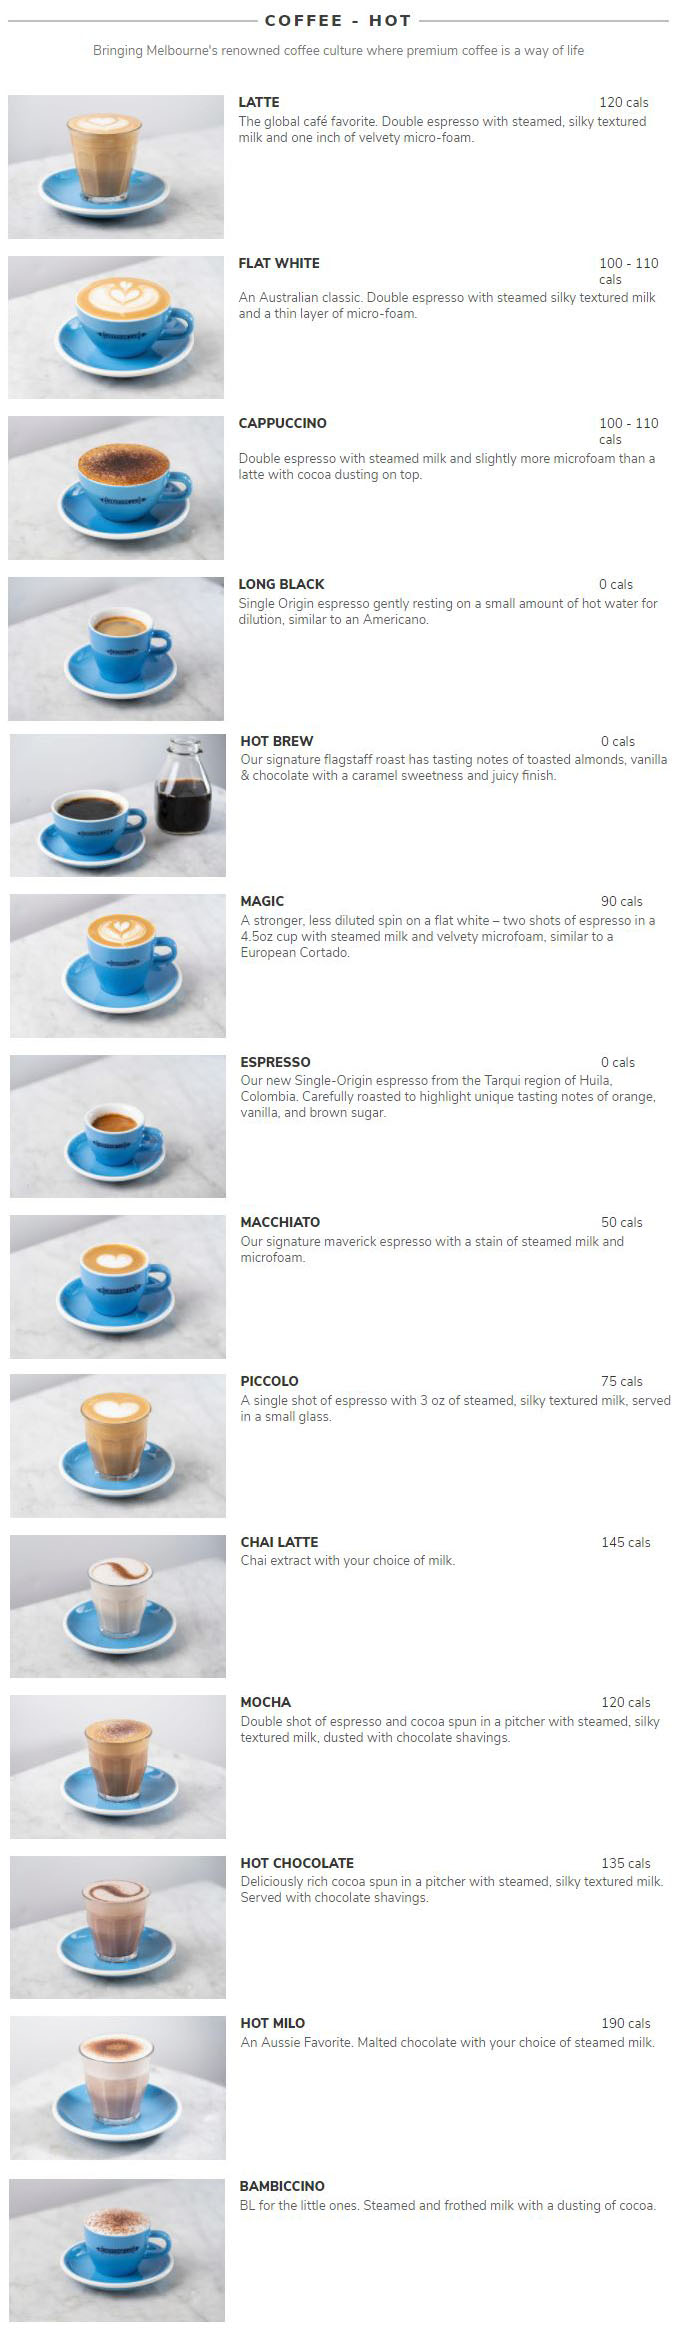 COFFEE - HOT
Bringing Melbourne's renowned coffee culture where premium coffee is a way of life
LATTE 120 cals
The global café favorite. Double espresso with steamed, silky textured
milk and one inch of velvety micro-foam.
FLAT WHITE 100 - 110
cals
An Australian classic. Double espresso with steamed silky textured milk
and a thin layer of micro-foam.
CAPPUCCINO 100 - 110
cals
Double espresso with steamed milk and slightly more microfoam than a
latte with cocoa dusting on top.
LONG BLACK 0 cals
Single Origin espresso gently resting on a small amount of hot water for
dilution, similar to an Americano.
HOT BREW 0 cals
Our signature flagstaff roast has tasting notes of toasted almonds, vanilla
& chocolate with a caramel sweetness and juicy finish.
MAGIC 90 cals
A stronger, less diluted spin on a flat white – two shots of espresso in a
4.5oz cup with steamed milk and velvety microfoam, similar to a
European Cortado.
ESPRESSO 0 cals
Our new Single-Origin espresso from the Tarqui region of Huila,
Colombia. Carefully roasted to highlight unique tasting notes of orange,
vanilla, and brown sugar.
MACCHIATO 50 cals
Our signature maverick espresso with a stain of steamed milk and
microfoam.
PICCOLO 75 cals
A single shot of espresso with 3 oz of steamed, silky textured milk, served
in a small glass.
CHAI LATTE 145 cals
Chai extract with your choice of milk.
MOCHA 120 cals
Double shot of espresso and cocoa spun in a pitcher with steamed, silky
textured milk, dusted with chocolate shavings.
HOT CHOCOLATE 135 cals
Deliciously rich cocoa spun in a pitcher with steamed, silky textured milk.
Served with chocolate shavings.
HOT MILO 190 cals
An Aussie Favorite. Malted chocolate with your choice of steamed milk.
BAMBICCINO
BL for the little ones. Steamed and frothed milk with a dusting of cocoa.